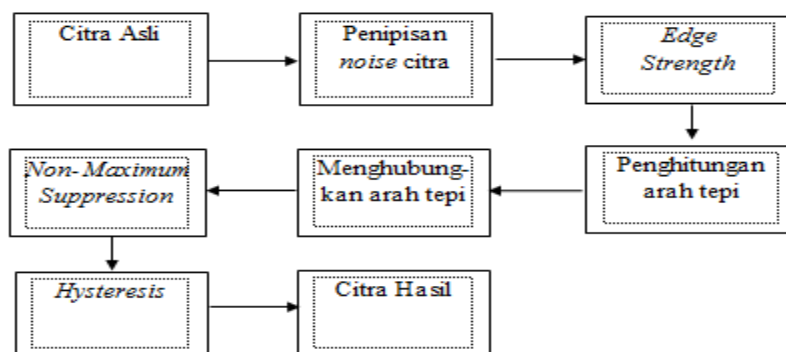 Citra Asli
Penipisan
noise citra
Edge
Strength
Penghitungan
arah tepi
Menghubung-
kan arah tepi
Non-Maximum
Suppression
Hysteresis
Citra Hasil